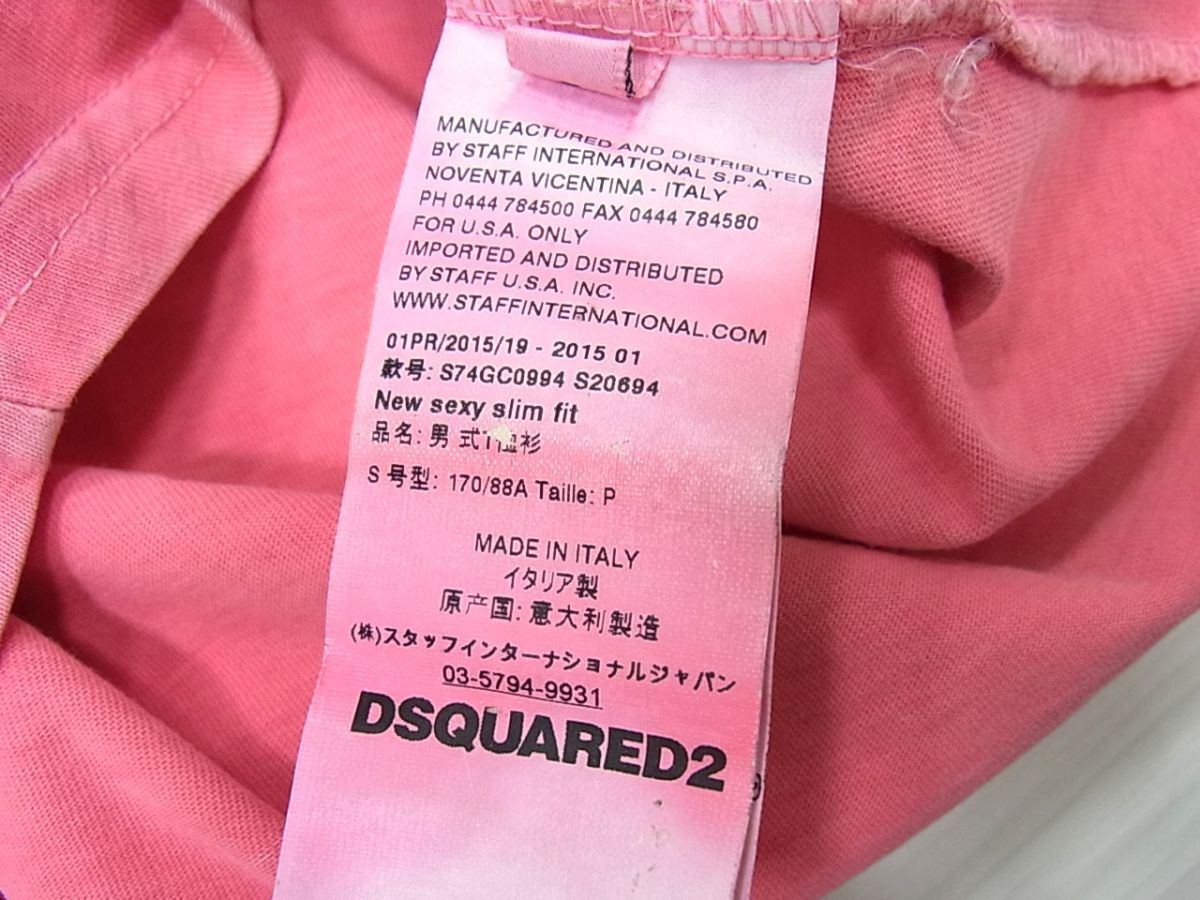 MANUFACTURED AND DISTRIBUTED
BY STAFF INTERNATIONAL S.P.A.
NOVENTA VICENTINA - ITALY
PH 0444 784500 FAX 0444 784580
FOR U.S.A. ONLY
IMPORTED AND DISTRIBUTED
BY STAFF U.S.A. INC.
WWW.STAFFINTERNATIONAL.COM
01PR/2015/19 - 2015 01
款号: S74GC0994 S20694
New sexy slim fit
品名: 男 式T恤衫
S 号型: 170/88A Taille: P
MADE IN ITALY
イタリア製
原产国: 意大利製造
(株)スタッフインターナショナルジャパン
03-5794-9931
DSQUARED2